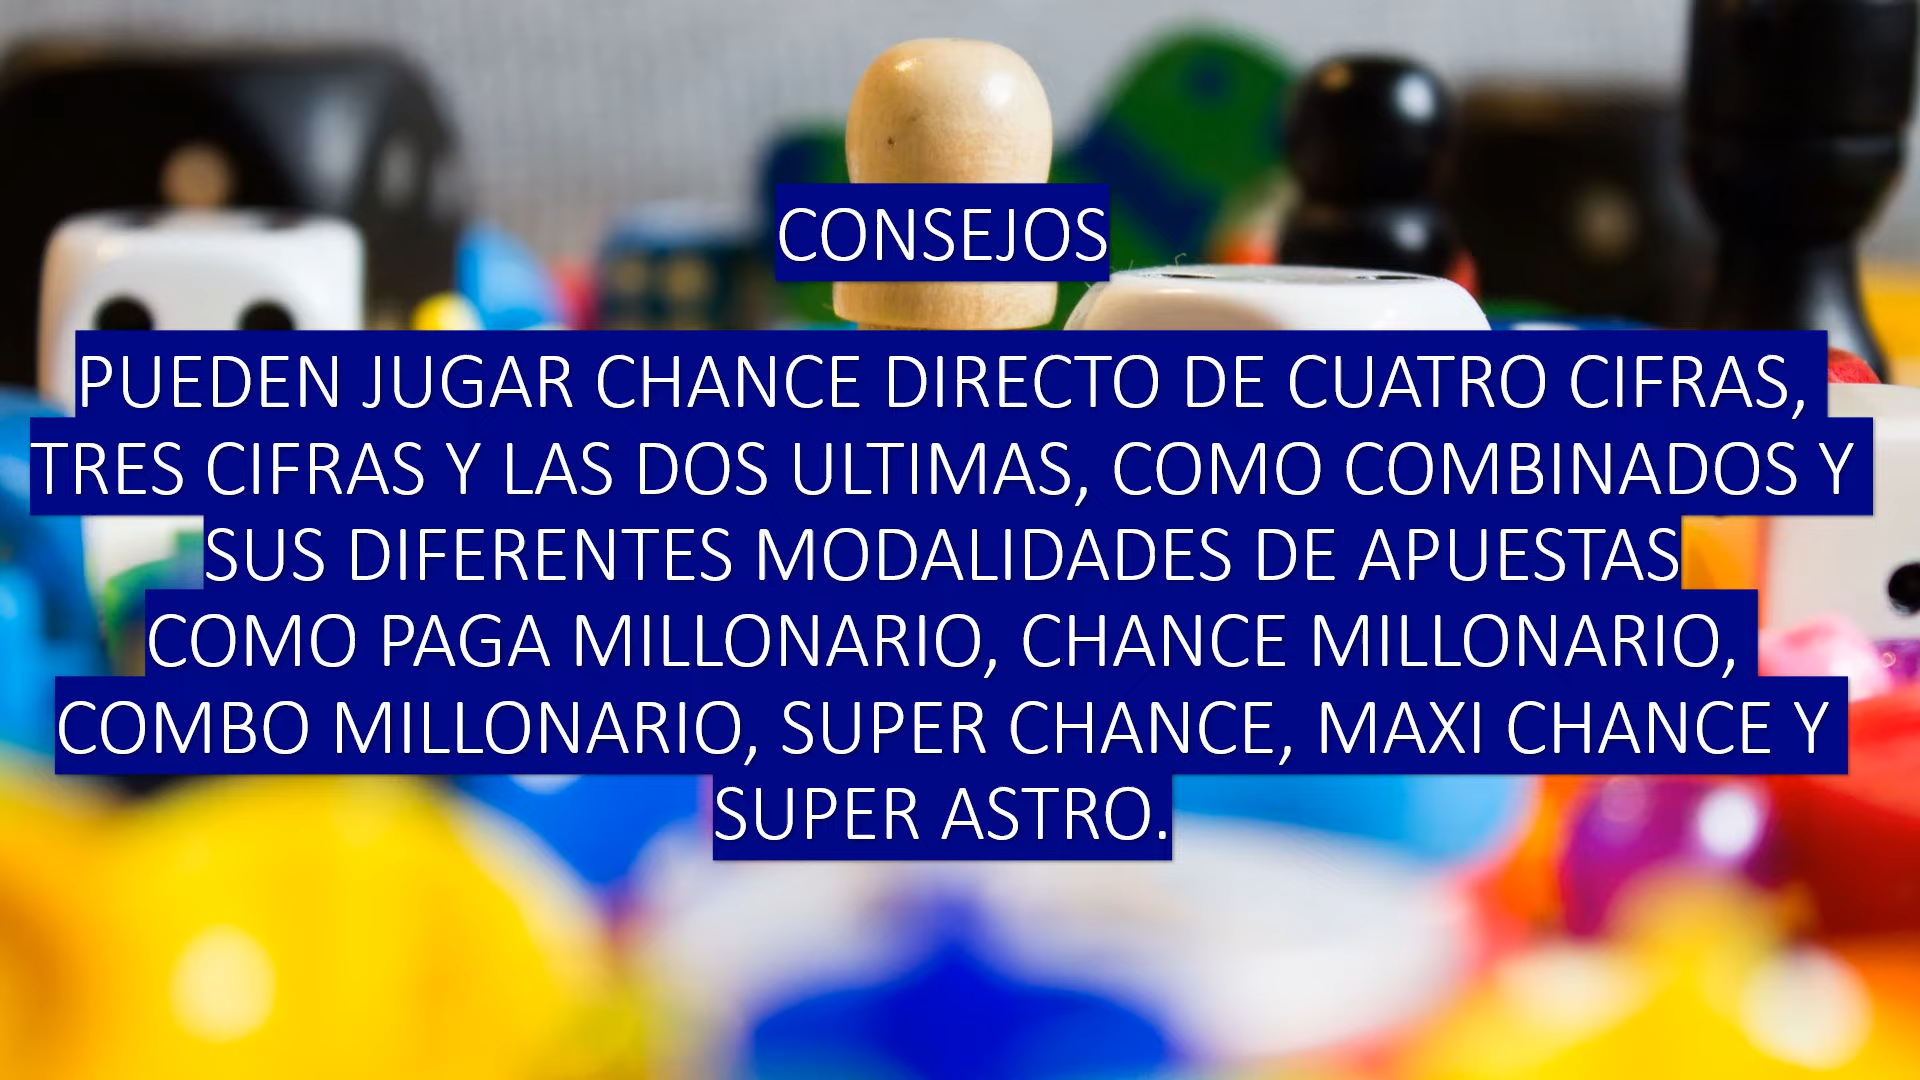 CONSEJOS
PUEDEN JUGAR CHANCE DIRECTO DE CUATRO CIFRAS,
TRES CIFRAS Y LAS DOS ULTIMAS, COMO COMBINADOS Y
SUS DIFERENTES MODALIDADES DE APUESTAS
COMO PAGA MILLONARIO, CHANCE MILLONARIO,
COMBO MILLONARIO, SUPER CHANCE, MAXI CHANCE Y
SUPER ASTRO.